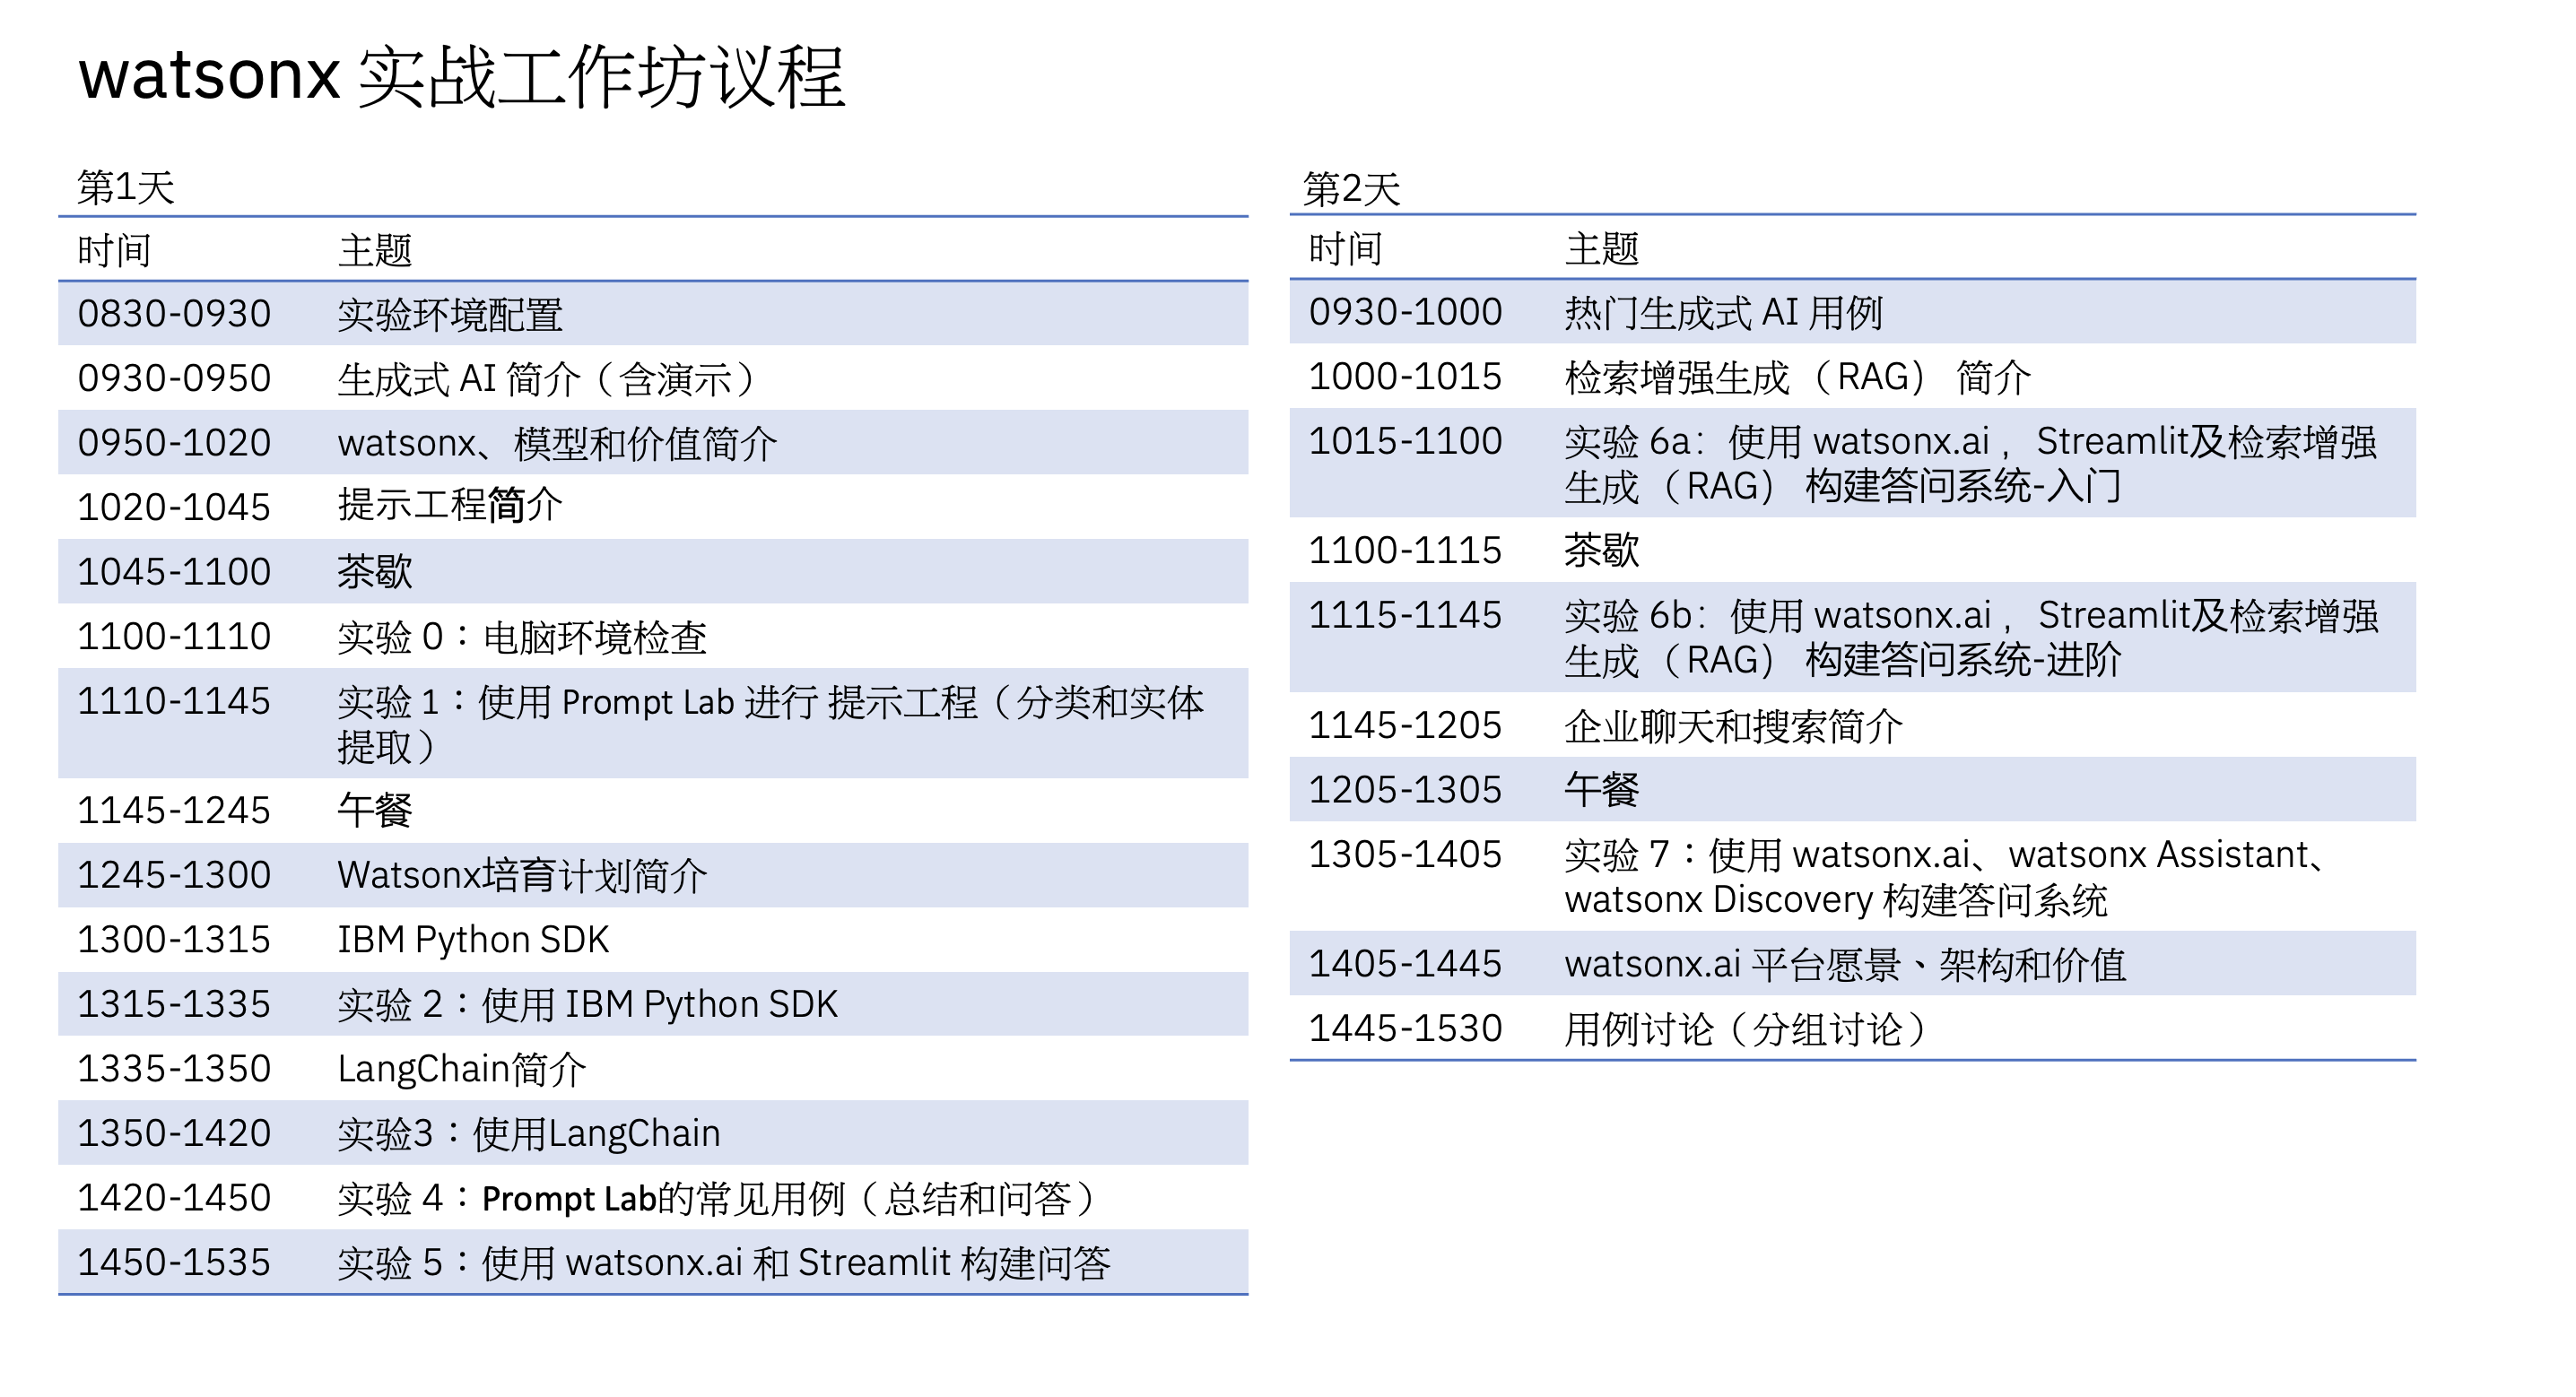 watsonx 实战工作坊议程
第1天
时间 主题
0830-0930 实验环境配置
0930-0950 生成式 AI 简介（含演示）
0950-1020 watsonx、模型和价值简介
1020-1045 提示工程简介
1045-1100 茶歇
1100-1110 实验 0：电脑环境检查
1110-1145 实验 1：使用 Prompt Lab 进行 提示工程（分类和实体
提取）
1145-1245 午餐
1245-1300 Watsonx培育计划简介
1300-1315 IBM Python SDK
1315-1335 实验 2：使用 IBM Python SDK
1335-1350 LangChain简介
1350-1420 实验3：使用LangChain
1420-1450 实验 4：Prompt Lab的常见用例（总结和问答）
1450-1535 实验 5：使用 watsonx.ai 和 Streamlit 构建问答
第2天
时间 主题
0930-1000 热门生成式 AI 用例
1000-1015 检索增强生成（RAG） 简介
1015-1100 实验 6a：使用 watsonx.ai ，Streamlit及检索增强
生成（RAG） 构建答问系统-入门
1100-1115 茶歇
1115-1145 实验 6b：使用 watsonx.ai ，Streamlit及检索增强
生成（RAG） 构建答问系统-进阶
1145-1205 企业聊天和搜索简介
1205-1305 午餐
1305-1405 实验 7：使用 watsonx.ai、watsonx Assistant、
watsonx Discovery 构建答问系统
1405-1445 watsonx.ai 平台愿景、架构和价值
1445-1530 用例讨论（分组讨论）